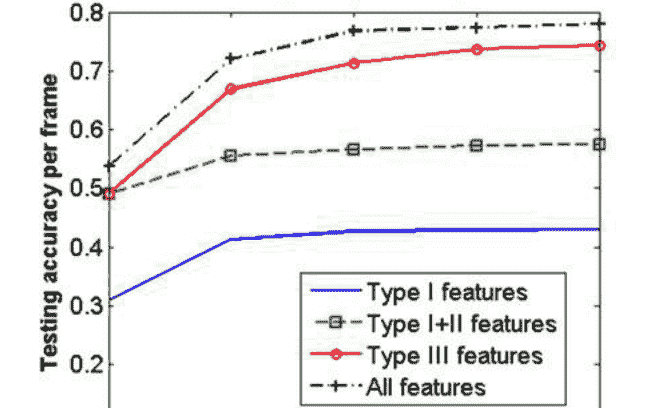 0.8
0.7
0.6
0.5
0.4
0.3
0.2
Testing accuracy per frame
Type I features
Type I+II features
Type III features
All features